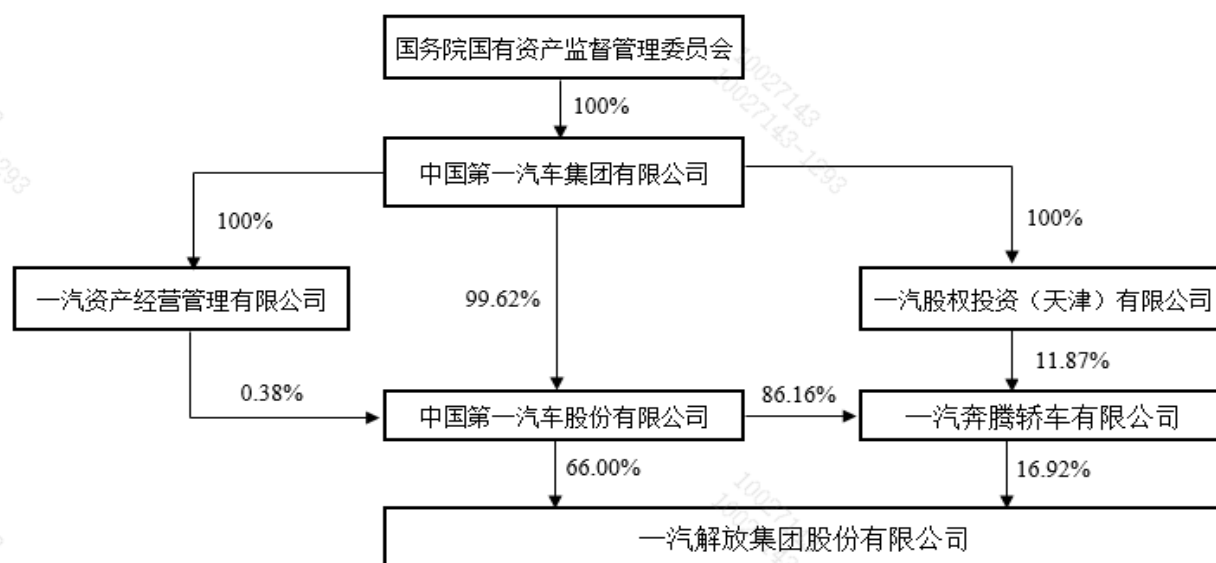 国务院国有资产监督管理委员会
100%
中国第一汽车集团有限公司
100%
99.62%
100%
一汽资产经营管理有限公司
一汽股权投资（天津）有限公司
0.38%
11.87%
中国第一汽车股份有限公司
86.16%
一汽奔腾轿车有限公司
66.00%
16.92%
一汽解放集团股份有限公司
10027143
10027143-1293